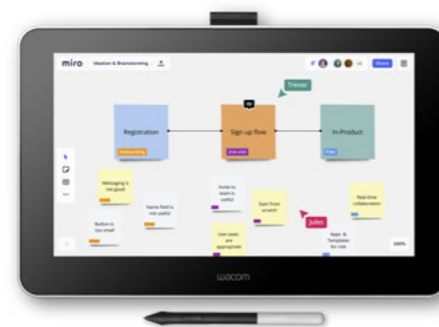 miro
Ideation & Brainstorming
Share
Trevor
Registration
Sign up flow
In-Product
Messaging is
not good!
Name field is
not useful
Button is
too small
Invite to
team is
useful
Start from
scratch
Use cases
are
appropriate
Jules
Real-time
collaboration
Apps &
Templates
for role
100%
wacom